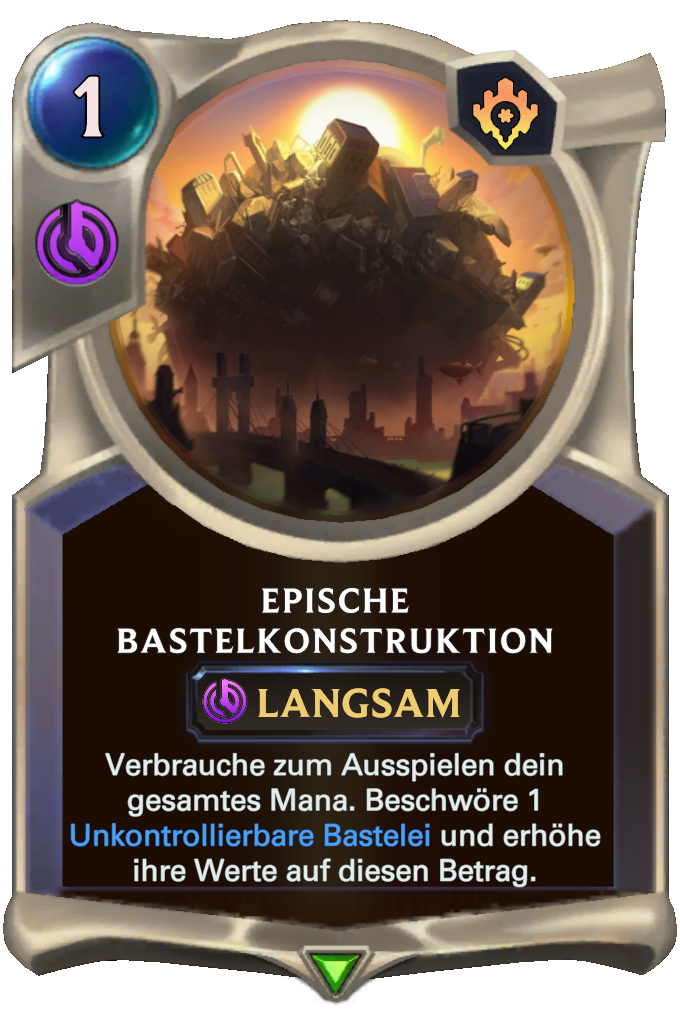 1
EPISCHE
BASTELKONSTRUKTION
LANGSAM
Verbrauche zum Ausspielen dein
gesamtes Mana. Beschwöre 1
Unkontrollierbare Bastelei und erhöhe
ihre Werte auf diesen Betrag.